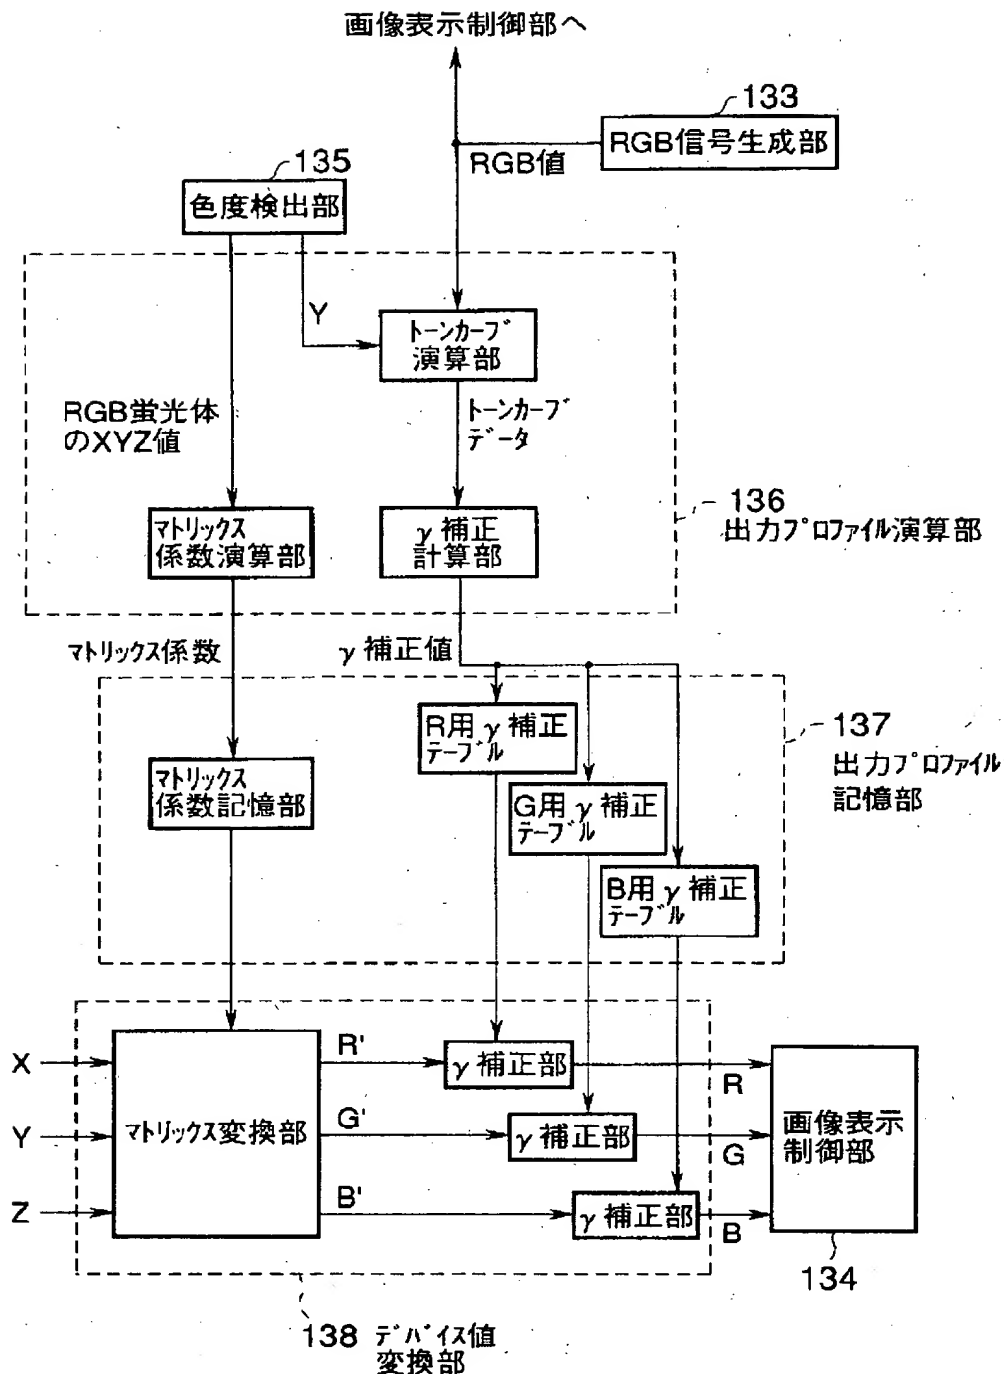 画像表示制御部へ
133
RGB信号生成部
RGB値
135
色度検出部
Y
トーンカーブ
演算部
RGB蛍光体
のXYZ値
トーンカーブ
データ
マトリックス
係数演算部
γ補正
計算部
136
出力プロファイル演算部
マトリックス係数
γ補正値
R用γ補正
テーブル
137
出力プロファイル
記憶部
マトリックス
係数記憶部
G用γ補正
テーブル
B用γ補正
テーブル
X
Y
Z
マトリックス変換部
R'
G'
B'
γ補正部
γ補正部
γ補正部
R
G
B
画像表示
制御部
134
138 デバイス値
変換部